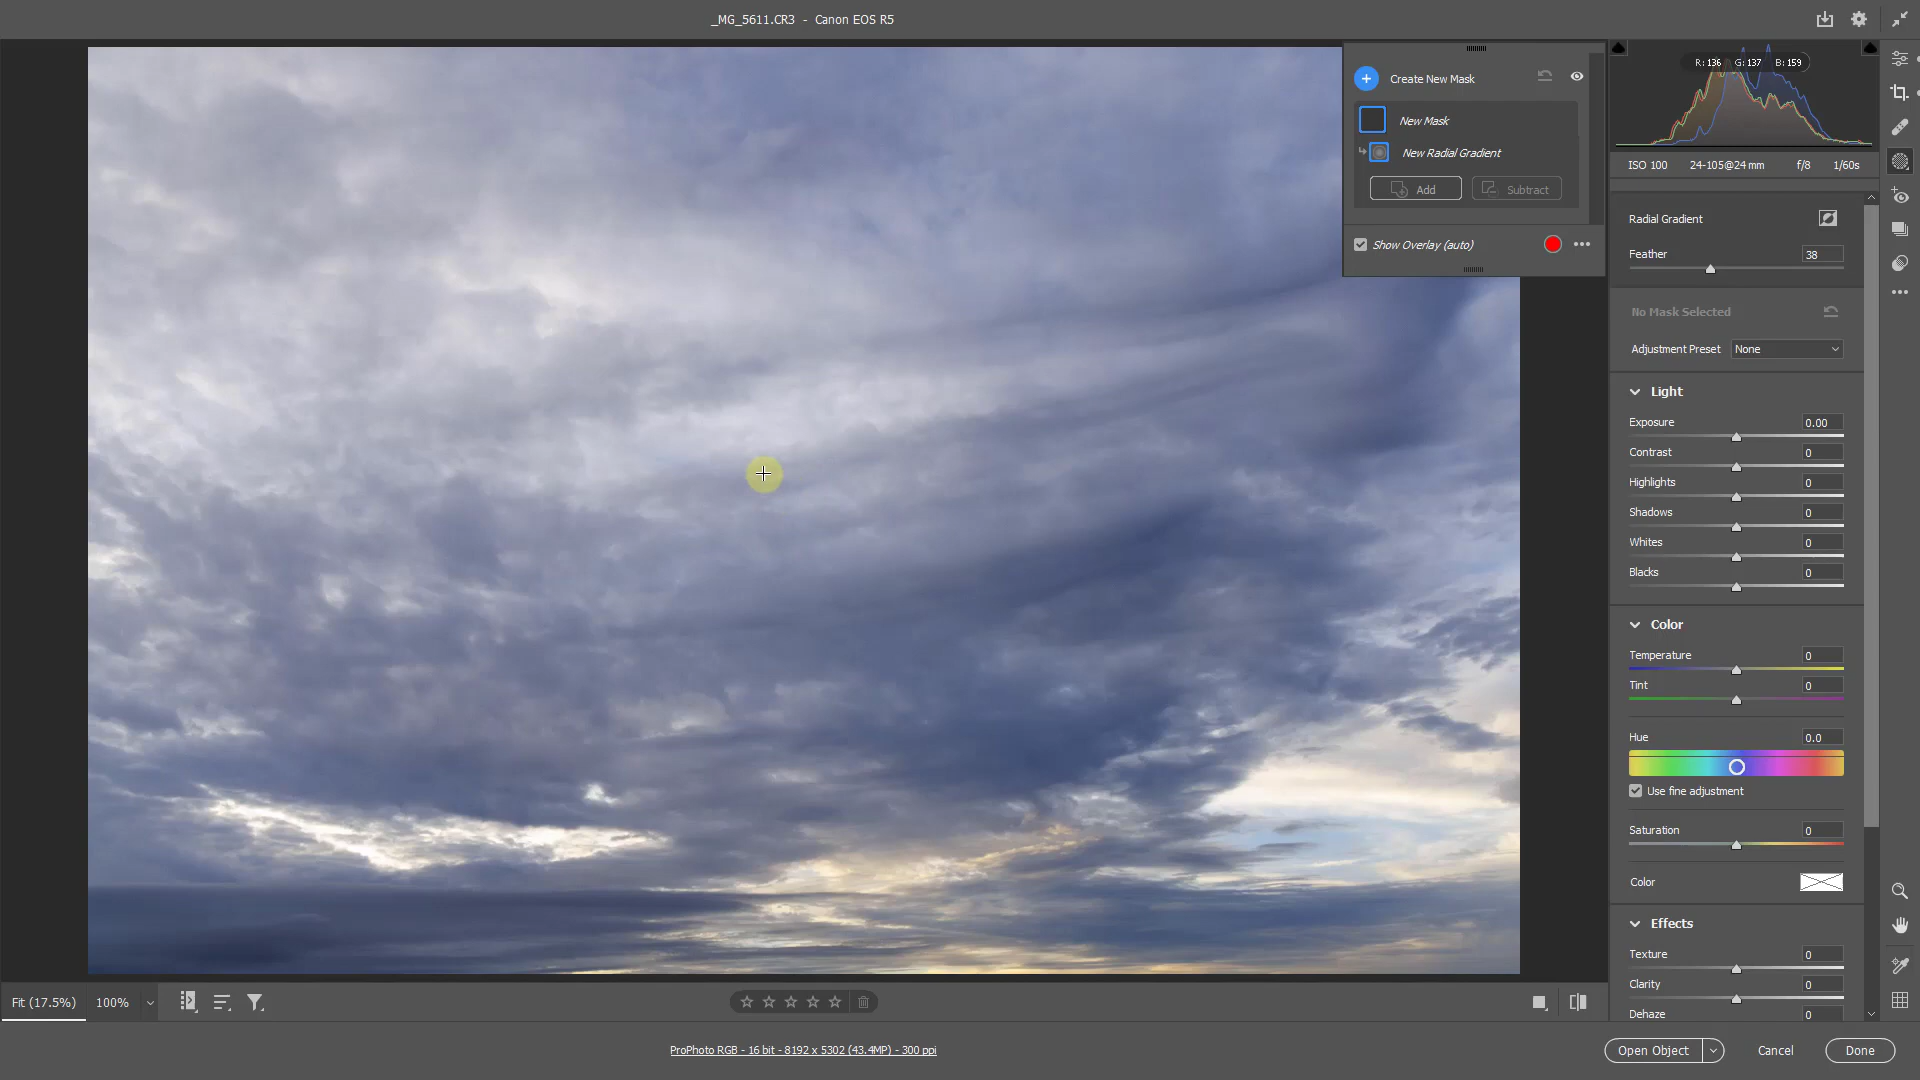 _MG_5611.CR3 - Canon EOS R5
Create New Mask
New Mask
New Radial Gradient
Add
Subtract
Show Overlay (auto)
R: 136 G: 137 B: 159
ISO 100 24-105@24 mm f/8 1/60s
Radial Gradient
Feather 38
No Mask Selected
Adjustment Preset None
Light
Exposure 0.00
Contrast 0
Highlights 0
Shadows 0
Whites 0
Blacks 0
Color
Temperature 0
Tint 0
Hue 0.0
Use fine adjustment
Saturation 0
Color
Effects
Texture 0
Clarity 0
Dehaze 0
Fit (17.5%) 100%
ProPhoto RGB - 16 bit - 8192 x 5302 (43.4MP) - 300 ppi
Open Object
Cancel
Done